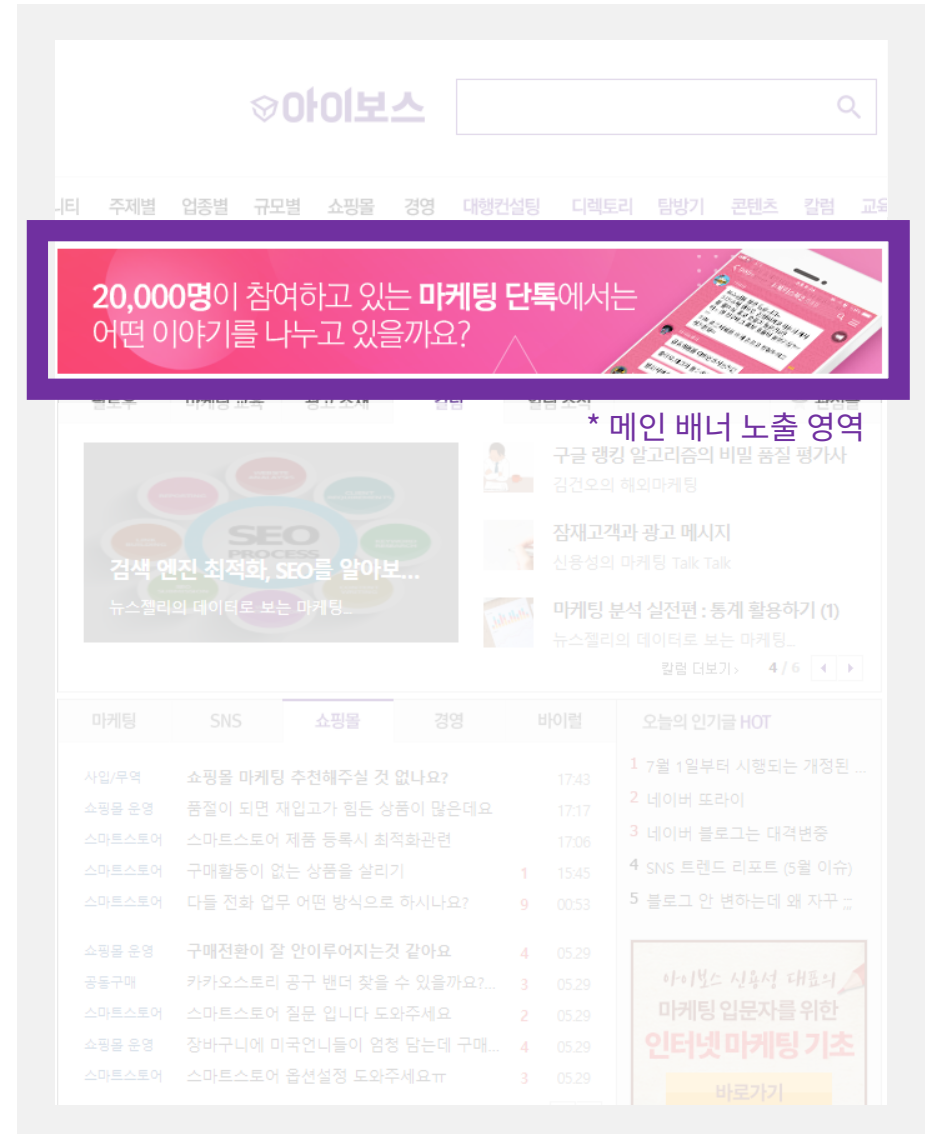 아이보스
니티 주제별 업종별 규모별 쇼핑몰 경영 대행컨설팅 디렉토리 탐방기 콘텐츠 칼럼 교육
20,000명이 참여하고 있는 마케팅 단톡에서는
어떤 이야기를 나누고 있을까요?
* 메인 배너 노출 영역
구글 랭킹 알고리즘의 비밀 품질 평가사
김건오의 해외마케팅
잠재고객과 광고 메시지
신용성의 마케팅 Talk Talk
마케팅 분석 실전편 : 통계 활용하기 (1)
뉴스젤리의 데이터로 보는 마케팅_
SEO
PROCESS
검색 엔진 최적화, SEO를 알아보...
뉴스젤리의 데이터로 보는 마케팅_
칼럼 더보기> 4 / 6
마케팅 SNS 쇼핑몰 경영 바이럴
사입/무역 쇼핑몰 마케팅 추천해주실 것 없나요? 17:43
쇼핑몰 운영 품절이 되면 재입고가 힘든 상품이 많은데요 17:17
스마트스토어 스마트스토어 제품 등록시 최적화관련 17:06
스마트스토어 구매활동이 없는 상품을 살리기 1 15:45
스마트스토어 다들 전화 업무 어떤 방식으로 하시나요? 9 00:53
쇼핑몰 운영 구매전환이 잘 안이루어지는것 같아요 4 05.29
공동구매 카카오스토리 공구 밴더 찾을 수 있을까요?... 3 05.29
스마트스토어 스마트스토어 질문 입니다 도와주세요 2 05.29
쇼핑몰 운영 장바구니에 미국언니들이 엄청 담는데 구매... 4 05.29
스마트스토어 스마트스토어 옵션설정 도와주세요ㅠ 3 05.29
오늘의 인기글 HOT
1 7월 1일부터 시행되는 개정된 ...
2 네이버 또라이
3 네이버 블로그는 대격변중
4 SNS 트렌드 리포트 (5월 이슈)
5 블로그 안 변하는데 왜 자꾸 ;;
아이보스 신용성 대표의
마케팅 입문자를 위한
인터넷 마케팅 기초
바로가기